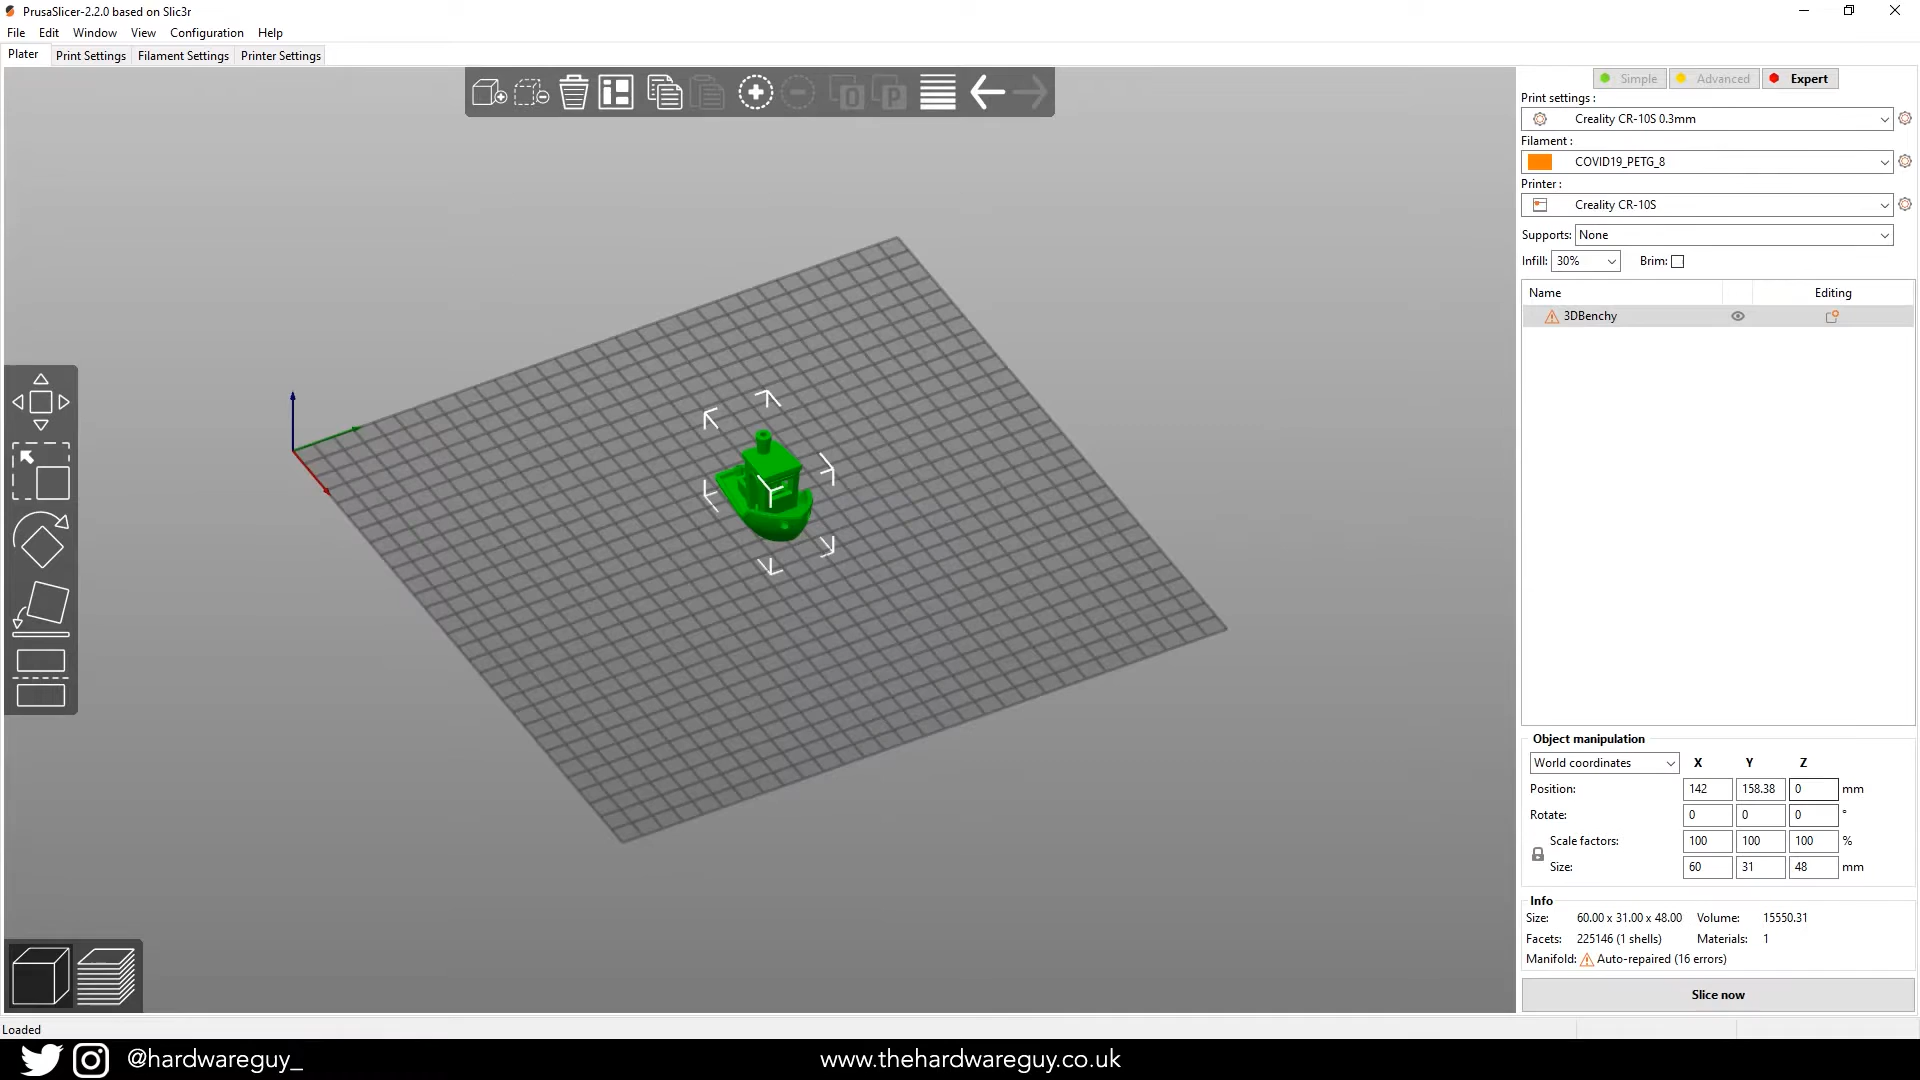 PrusaSlicer-2.2.0 based on Slic3r
File Edit Window View Configuration Help
Plater Print Settings Filament Settings Printer Settings
Simple Advanced Expert
Print settings :
Creality CR-10S 0.3mm
Filament :
COVID19_PETG_8
Printer :
Creality CR-10S
Supports: None
Infill: 30% Brim:
Name Editing
3DBenchy
Object manipulation
World coordinates X Y Z
Position: 142 158.38 0 mm
Rotate: 0 0 0 °
Scale factors: 100 100 100 %
Size: 60 31 48 mm
Info
Size: 60.00 x 31.00 x 48.00 Volume: 15550.31
Facets: 225146 (1 shells) Materials: 1
Manifold: Auto-repaired (16 errors)
Slice now
Loaded
@hardwareguy_ www.thehardwareguy.co.uk